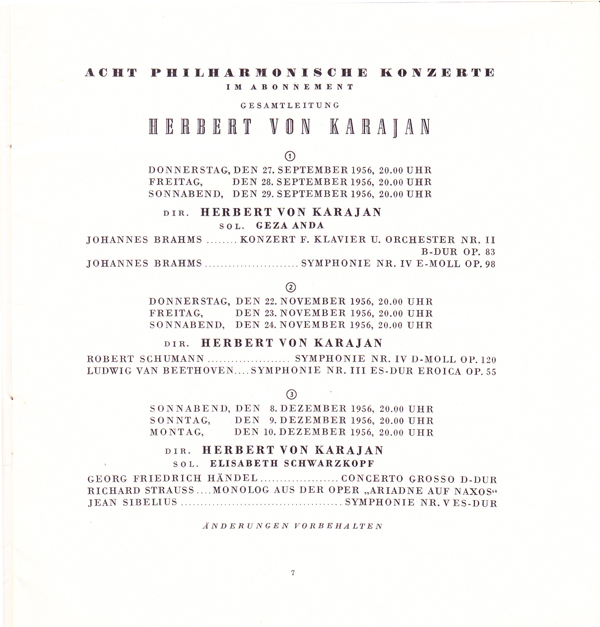 ACHT PHILHARMONISCHE KONZERTE
IM ABONNEMENT
GESAMTLEITUNG
HERBERT VON KARAJAN
①
DONNERSTAG, DEN 27. SEPTEMBER 1956, 20.00 UHR
FREITAG, DEN 28. SEPTEMBER 1956, 20.00 UHR
SONNABEND, DEN 29. SEPTEMBER 1956, 20.00 UHR
DIR. HERBERT VON KARAJAN
SOL. GEZA ANDA
JOHANNES BRAHMS ........ KONZERT F. KLAVIER U. ORCHESTER NR. II
B-DUR OP. 83
JOHANNES BRAHMS ........................ SYMPHONIE NR. IV E-MOLL OP. 98
②
DONNERSTAG, DEN 22. NOVEMBER 1956, 20.00 UHR
FREITAG, DEN 23. NOVEMBER 1956, 20.00 UHR
SONNABEND, DEN 24. NOVEMBER 1956, 20.00 UHR
DIR. HERBERT VON KARAJAN
ROBERT SCHUMANN ..................... SYMPHONIE NR. IV D-MOLL OP. 120
LUDWIG VAN BEETHOVEN .... SYMPHONIE NR. III ES-DUR EROICA OP. 55
③
SONNABEND, DEN 8. DEZEMBER 1956, 20.00 UHR
SONNTAG, DEN 9. DEZEMBER 1956, 20.00 UHR
MONTAG, DEN 10. DEZEMBER 1956, 20.00 UHR
DIR. HERBERT VON KARAJAN
SOL. ELISABETH SCHWARZKOPF
GEORG FRIEDRICH HÄNDEL .................... CONCERTO GROSSO D-DUR
RICHARD STRAUSS .... MONOLOG AUS DER OPER „ARIADNE AUF NAXOS“
JEAN SIBELIUS ......................................... SYMPHONIE NR. V ES-DUR
ÄNDERUNGEN VORBEHALTEN
7